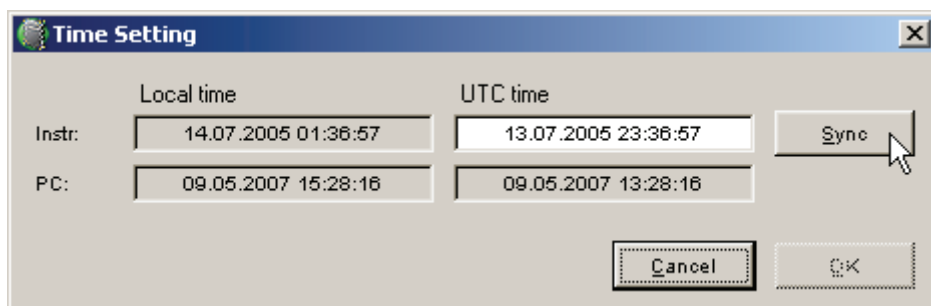 Time Setting
Local time UTC time
Instr: 14.07.2005 01:36:57 13.07.2005 23:36:57 Sync
PC: 09.05.2007 15:28:16 09.05.2007 13:28:16
Cancel OK